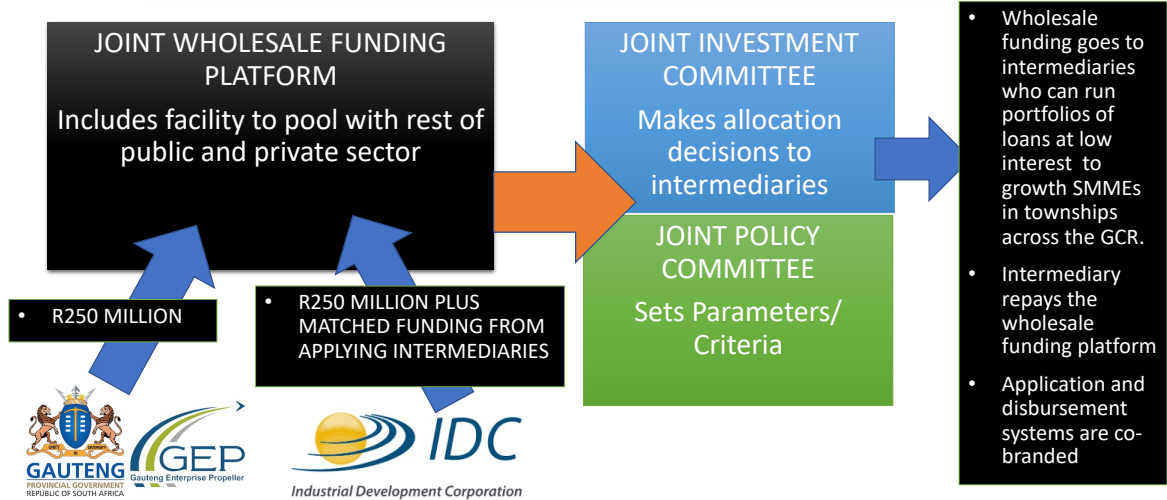 JOINT WHOLESALE FUNDING
PLATFORM
Includes facility to pool with rest of
public and private sector
JOINT INVESTMENT
COMMITTEE
Makes allocation
decisions to
intermediaries
JOINT POLICY
COMMITTEE
Sets Parameters/
Criteria
• Wholesale
funding goes to
intermediaries
who can run
portfolios of
loans at low
interest to
growth SMMEs
in townships
across the GCR.
• Intermediary
repays the
wholesale
funding platform
• Application and
disbursement
systems are co-
branded
• R250 MILLION
• R250 MILLION PLUS
MATCHED FUNDING FROM
APPLYING INTERMEDIARIES
GAUTENG
PROVINCIAL GOVERNMENT
REPUBLIC OF SOUTH AFRICA
GEP
Gauteng Enterprise Propeller
IDC
Industrial Development Corporation